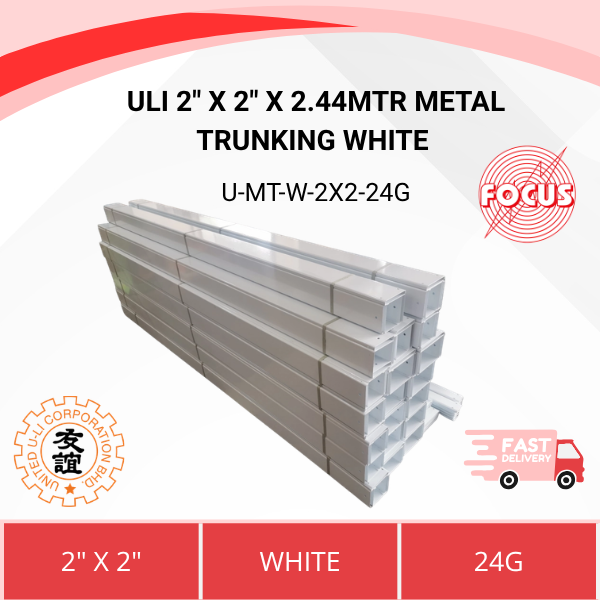 ULI 2" X 2" X 2.44MTR METAL
TRUNKING WHITE
U-MT-W-2X2-24G
FOCUS
UNITED U-LI CORPORATION BHD.
友誼
FAST
DELIVERY
2" X 2"
WHITE
24G